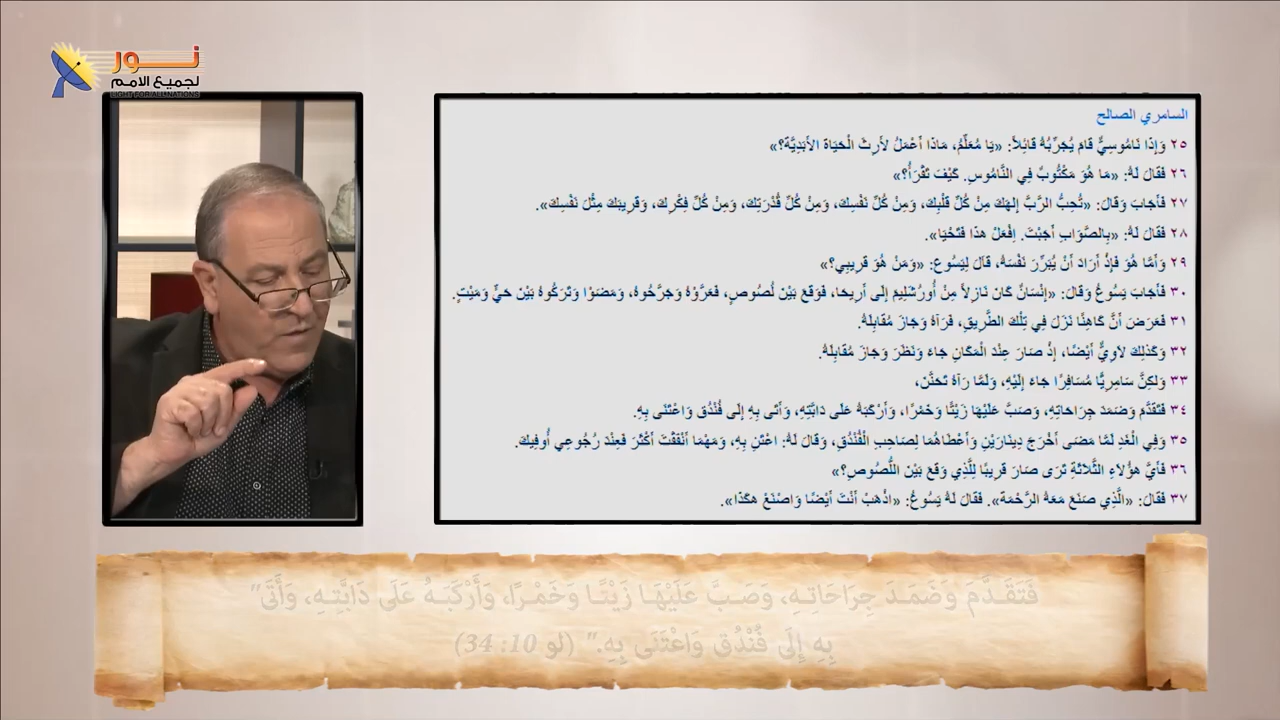 نور
لجميع الامم
LIGHT FOR ALL NATIONS
السامري الصالح
٢٥ وَإِذَا نَامُوسِيٌّ قَامَ يُجَرِّبُهُ قَائِلاً: «يَا مُعَلِّمُ، مَاذَا أَعْمَلُ لأَرِثَ الْحَيَاةَ الأَبَدِيَّةَ؟»
٢٦ فَقَالَ لَهُ: «مَا هُوَ مَكْتُوبٌ فِي النَّامُوسِ. كَيْفَ تَقْرَأُ؟»
٢٧ فَأَجَابَ وَقَالَ: «تُحِبُّ الرَّبَّ إِلهَكَ مِنْ كُلِّ قَلْبِكَ، وَمِنْ كُلِّ نَفْسِكَ، وَمِنْ كُلِّ قُدْرَتِكَ، وَمِنْ كُلِّ فِكْرِكَ، وَقَرِيبَكَ مِثْلَ نَفْسِكَ».
٢٨ فَقَالَ لَهُ: «بِالصَّوَابِ أَجَبْتَ. اِفْعَلْ هذَا فَتَحْيَا».
٢٩ وَأَمَّا هُوَ فَإِذْ أَرَادَ أَنْ يُبَرِّرَ نَفْسَهُ، قَالَ لِيَسُوعَ: «وَمَنْ هُوَ قَرِيبِي؟»
٣٠ فَأَجَابَ يَسُوعُ وَقَالَ: «إِنْسَانٌ كَانَ نَازِلاً مِنْ أُورُشَلِيمَ إِلَى أَرِيحَا، فَوَقَعَ بَيْنَ لُصُوصٍ، فَعَرَّوْهُ وَجَرَّحُوهُ، وَمَضَوْا وَتَرَكُوهُ بَيْنَ حَيٍّ وَمَيْتٍ.
٣١ فَعَرَضَ أَنَّ كَاهِنًا نَزَلَ فِي تِلْكَ الطَّرِيقِ، فَرَآهُ وَجَازَ مُقَابِلَهُ.
٣٢ وَكَذلِكَ لاَوِيٌّ أَيْضًا، إِذْ صَارَ عِنْدَ الْمَكَانِ جَاءَ وَنَظَرَ وَجَازَ مُقَابِلَهُ.
٣٣ وَلكِنَّ سَامِرِيًّا مُسَافِرًا جَاءَ إِلَيْهِ، وَلَمَّا رَآهُ تَحَنَّنَ،
٣٤ فَتَقَدَّمَ وَضَمَدَ جِرَاحَاتِهِ، وَصَبَّ عَلَيْهَا زَيْتًا وَخَمْرًا، وَأَرْكَبَهُ عَلَى دَابَّتِهِ، وَأَتَى بِهِ إِلَى فُنْدُق وَاعْتَنَى بِهِ.
٣٥ وَفِي الْغَدِ لَمَّا مَضَى أَخْرَجَ دِينَارَيْنِ وَأَعْطَاهُمَا لِصَاحِبِ الْفُنْدُقِ، وَقَالَ لَهُ: اعْتَنِ بِهِ، وَمَهْمَا أَنْفَقْتَ أَكْثَرَ فَعِنْدَ رُجُوعِي أُوفِيكَ.
٣٦ فَأَيَّ هؤُلاَءِ الثَّلاَثَةِ تَرَى صَارَ قَرِيبًا لِلَّذِي وَقَعَ بَيْنَ اللُّصُوصِ؟»
٣٧ فَقَالَ: «الَّذِي صَنَعَ مَعَهُ الرَّحْمَةَ». فَقَالَ لَهُ يَسُوعُ: «اذْهَبْ أَنْتَ أَيْضًا وَاصْنَعْ هكَذَا».
فَتَقَدَّمَ وَضَمَدَ جِرَاحَاتِهِ، وَصَبَّ عَلَيْهَا زَيْتًا وَخَمْرًا، وَأَرْكَبَهُ عَلَى دَابَّتِهِ، وَأَتَى"
بِهِ إِلَى فُنْدُق وَاعْتَنَى بِهِ." (لو 10: 34)